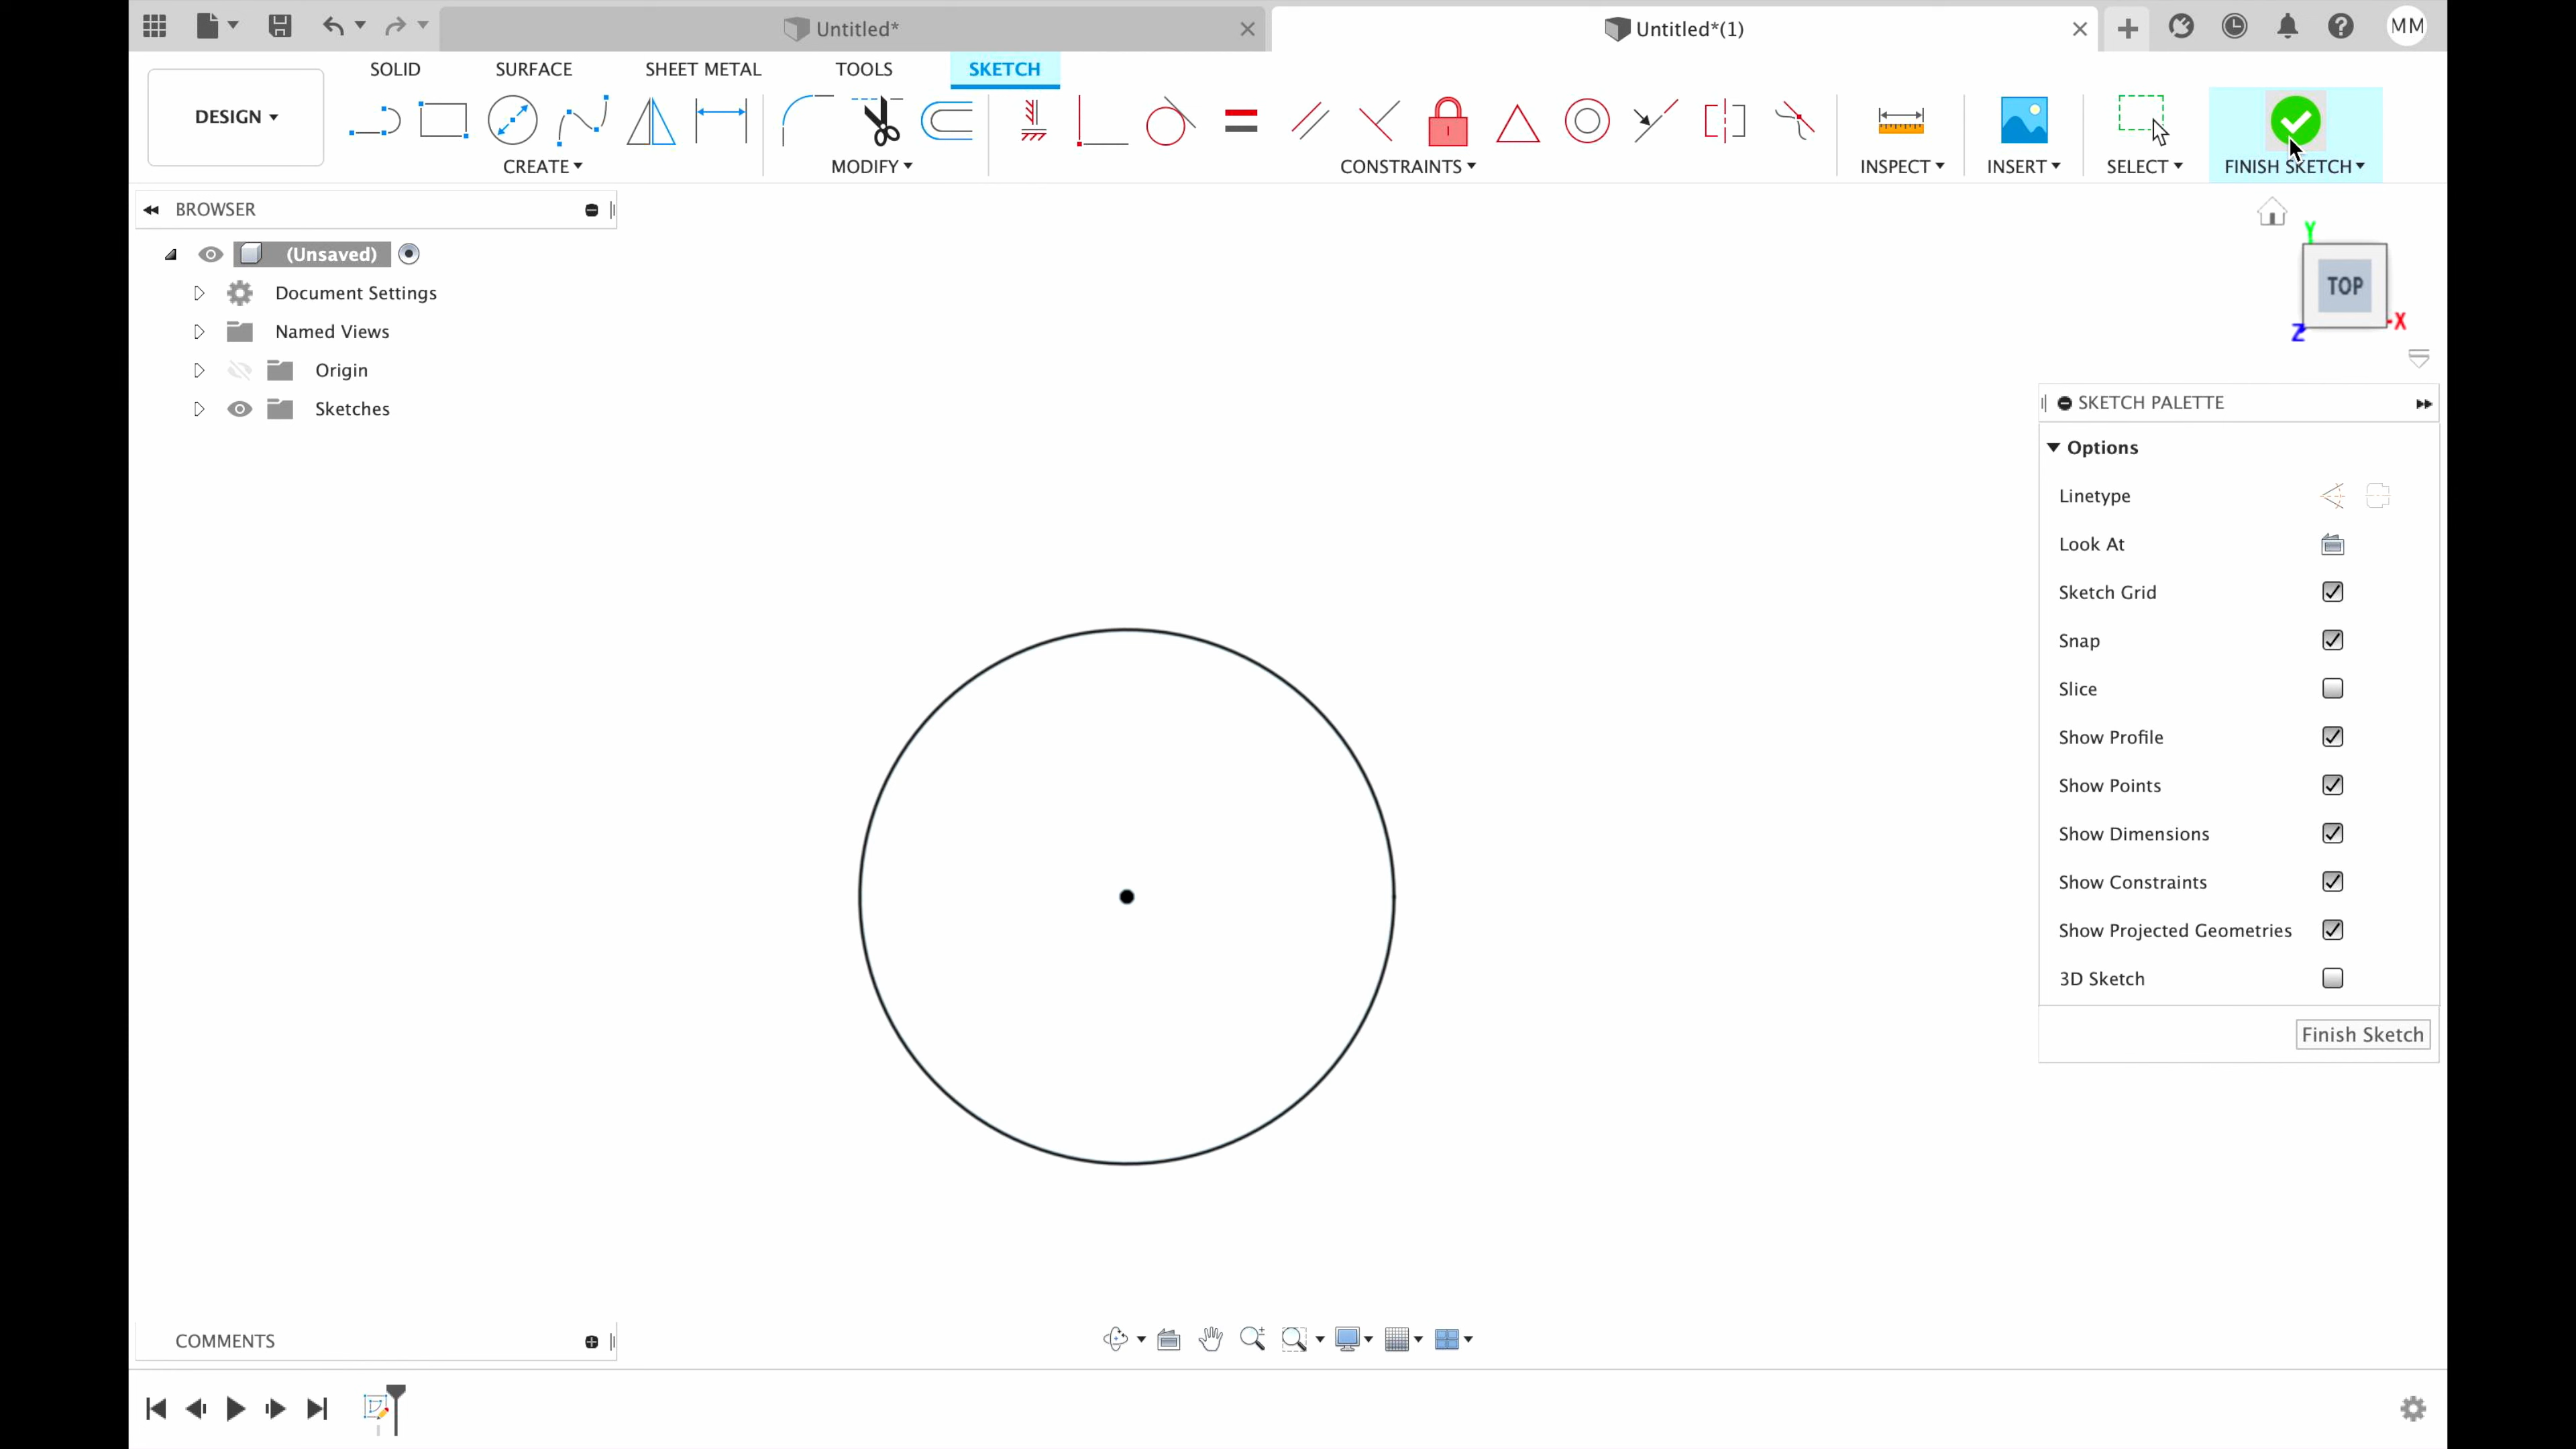 Untitled*
Untitled*(1)
MM
SOLID
SURFACE
SHEET METAL
TOOLS
SKETCH
DESIGN
CREATE
MODIFY
CONSTRAINTS
INSPECT
INSERT
SELECT
FINISH SKETCH
BROWSER
(Unsaved)
Document Settings
Named Views
Origin
Sketches
Y
TOP
X
Z
SKETCH PALETTE
Options
Linetype
Look At
Sketch Grid
Snap
Slice
Show Profile
Show Points
Show Dimensions
Show Constraints
Show Projected Geometries
3D Sketch
Finish Sketch
COMMENTS